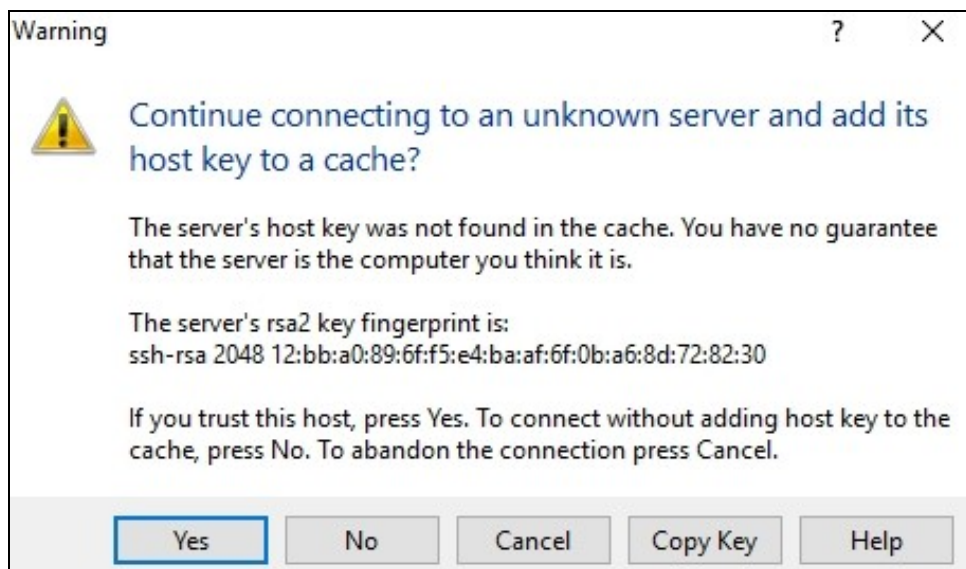 Warning
?
Continue connecting to an unknown server and add its
host key to a cache?
The server's host key was not found in the cache. You have no guarantee
that the server is the computer you think it is.
The server's rsa2 key fingerprint is:
ssh-rsa 2048 12:bb:a0:89:6f:f5:e4:ba:af:6f:0b:a6:8d:72:82:30
If you trust this host, press Yes. To connect without adding host key to the
cache, press No. To abandon the connection press Cancel.
Yes No Cancel Copy Key Help